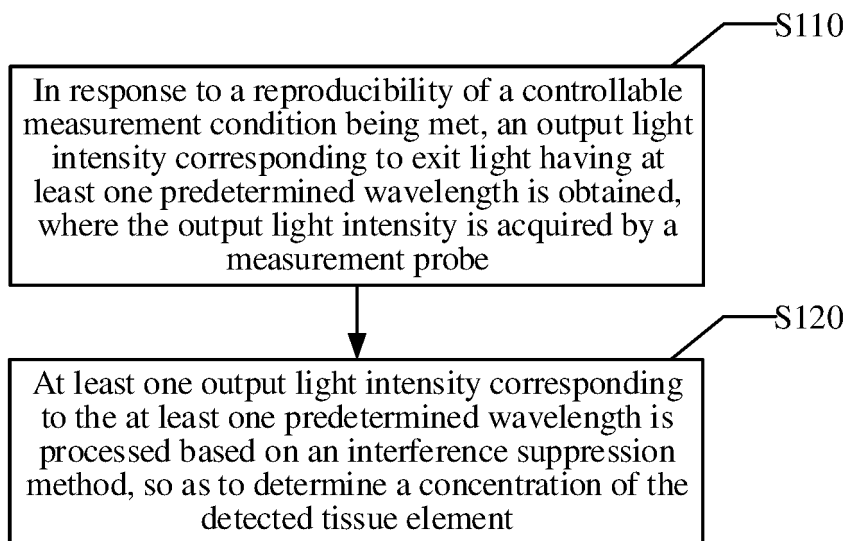 S110
In response to a reproducibility of a controllable
measurement condition being met, an output light
intensity corresponding to exit light having at
least one predetermined wavelength is obtained,
where the output light intensity is acquired by a
measurement probe
S120
At least one output light intensity corresponding
to the at least one predetermined wavelength is
processed based on an interference suppression
method, so as to determine a concentration of the
detected tissue element